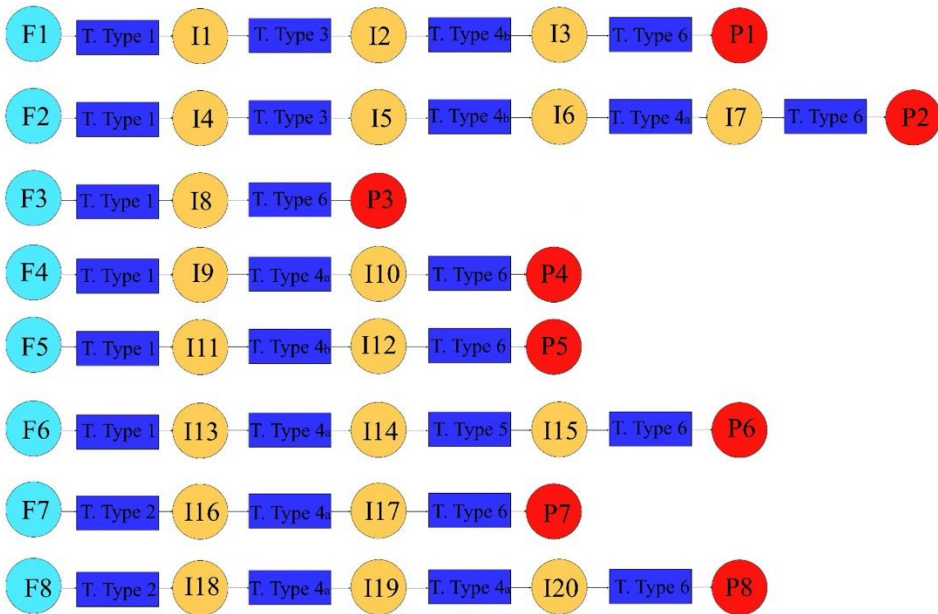 F1 T. Type 1 I1 T. Type 3 I2 T. Type 4b I3 T. Type 6 P1
F2 T. Type 1 I4 T. Type 3 I5 T. Type 4b I6 T. Type 4a I7 T. Type 6 P2
F3 T. Type 1 I8 T. Type 6 P3
F4 T. Type 1 I9 T. Type 4a I10 T. Type 6 P4
F5 T. Type 1 I11 T. Type 4b I12 T. Type 6 P5
F6 T. Type 1 I13 T. Type 4a I14 T. Type 5 I15 T. Type 6 P6
F7 T. Type 2 I16 T. Type 4a I17 T. Type 6 P7
F8 T. Type 2 I18 T. Type 4a I19 T. Type 4a I20 T. Type 6 P8